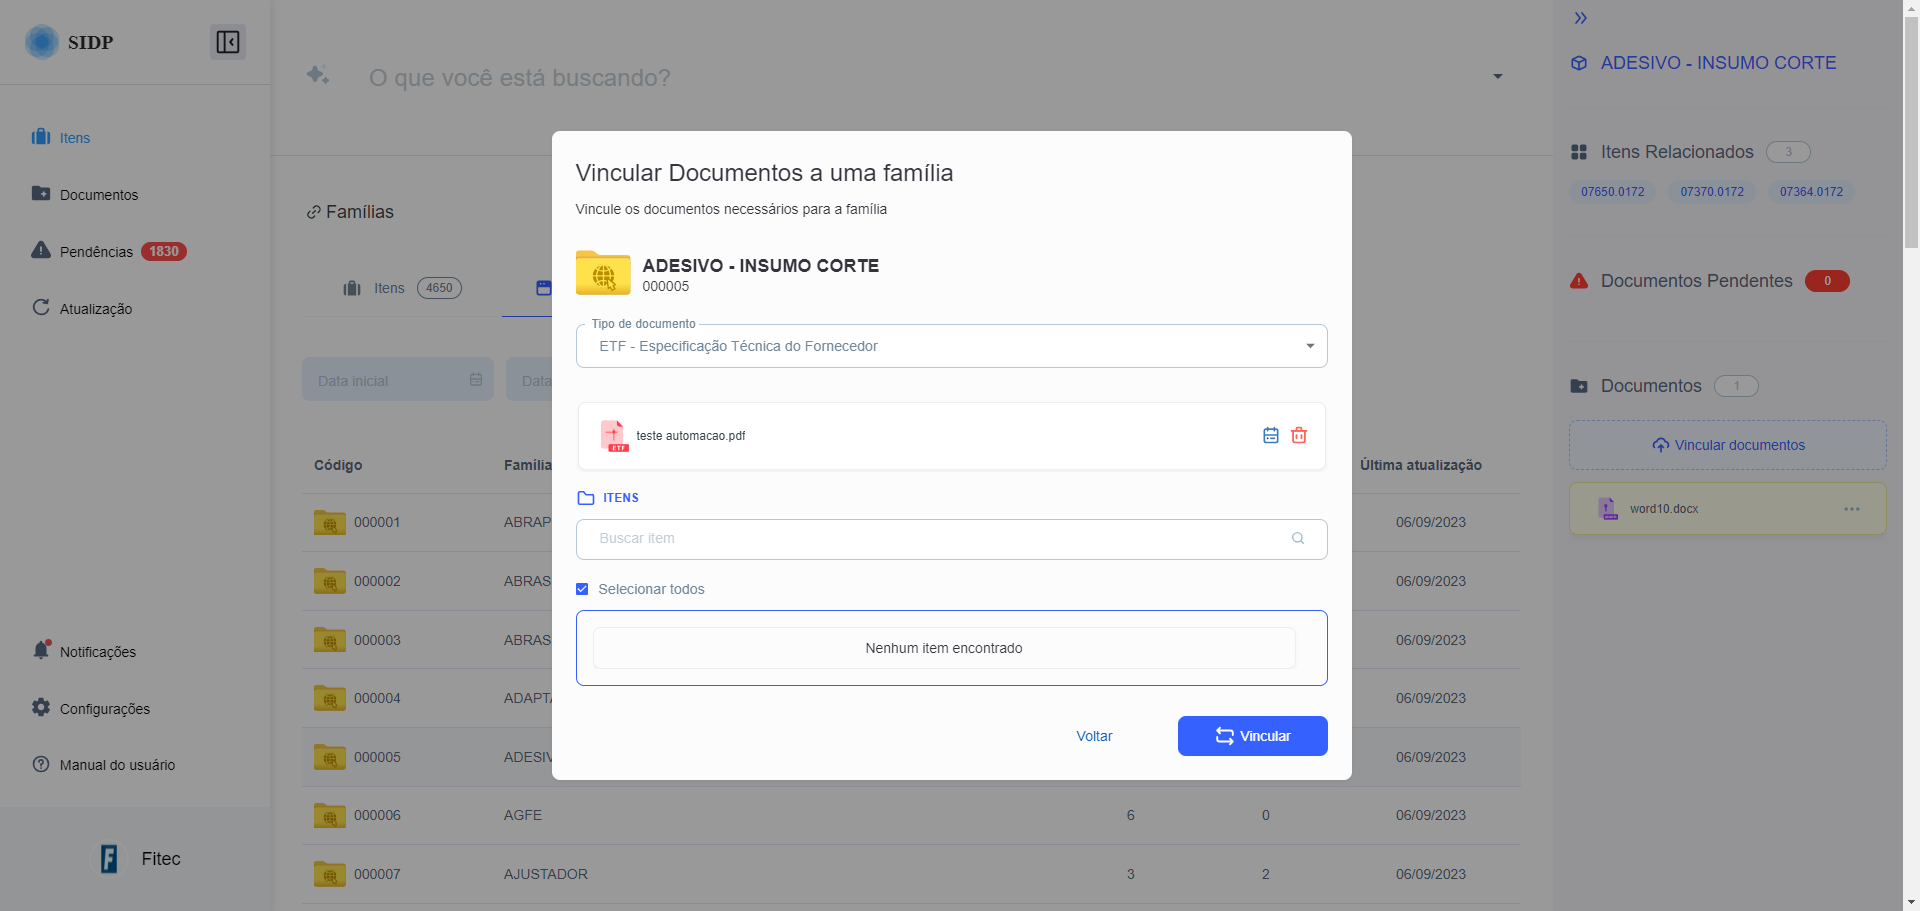 SIDP
Itens
Documentos
Pendências 1830
Atualização
Notificações
Configurações
Manual do usuário
Fitec
O que você está buscando?
Famílias
Itens 4650
Data inicial
Data
Código
Família
Última atualização
000001 ABRAP 06/09/2023
000002 ABRAS 06/09/2023
000003 ABRAS 06/09/2023
000004 ADAPTA 06/09/2023
000005 ADESIV 06/09/2023
000006 AGFE 6 0 06/09/2023
000007 AJUSTADOR 3 2 06/09/2023
Vincular Documentos a uma família
Vincule os documentos necessários para a família
ADESIVO - INSUMO CORTE
000005
Tipo de documento
ETF - Especificação Técnica do Fornecedor
ETF
teste automacao.pdf
ITENS
Buscar item
Selecionar todos
Nenhum item encontrado
Voltar
Vincular
ADESIVO - INSUMO CORTE
Itens Relacionados 3
07650.0172 07370.0172 07364.0172
Documentos Pendentes 0
Documentos 1
Vincular documentos
word10.docx